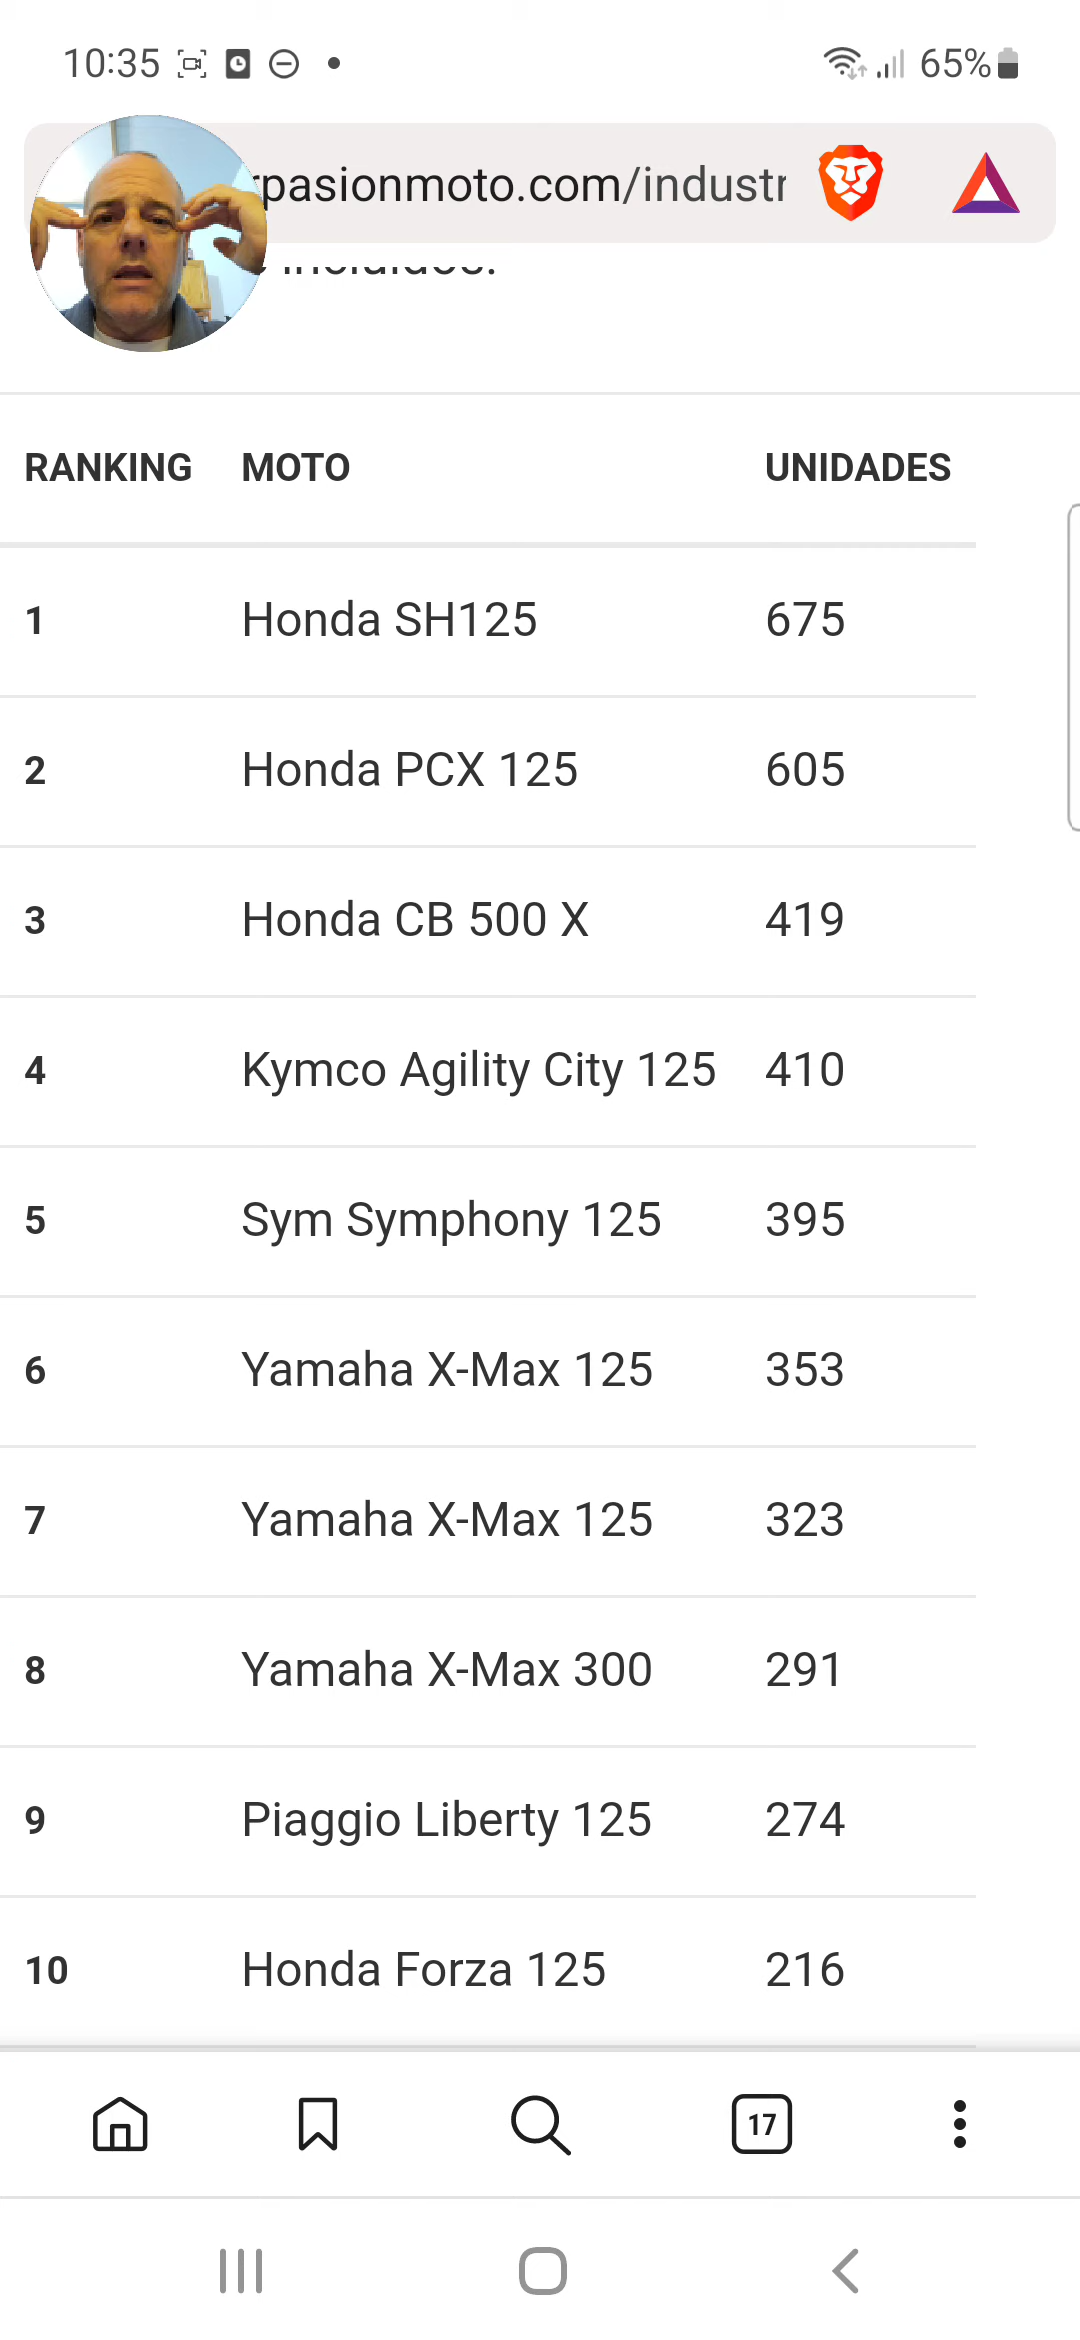 10:35 65%
rpasionmoto.com/industr
incluidos.
RANKING MOTO UNIDADES
1 Honda SH125 675
2 Honda PCX 125 605
3 Honda CB 500 X 419
4 Kymco Agility City 125 410
5 Sym Symphony 125 395
6 Yamaha X-Max 125 353
7 Yamaha X-Max 125 323
8 Yamaha X-Max 300 291
9 Piaggio Liberty 125 274
10 Honda Forza 125 216
17